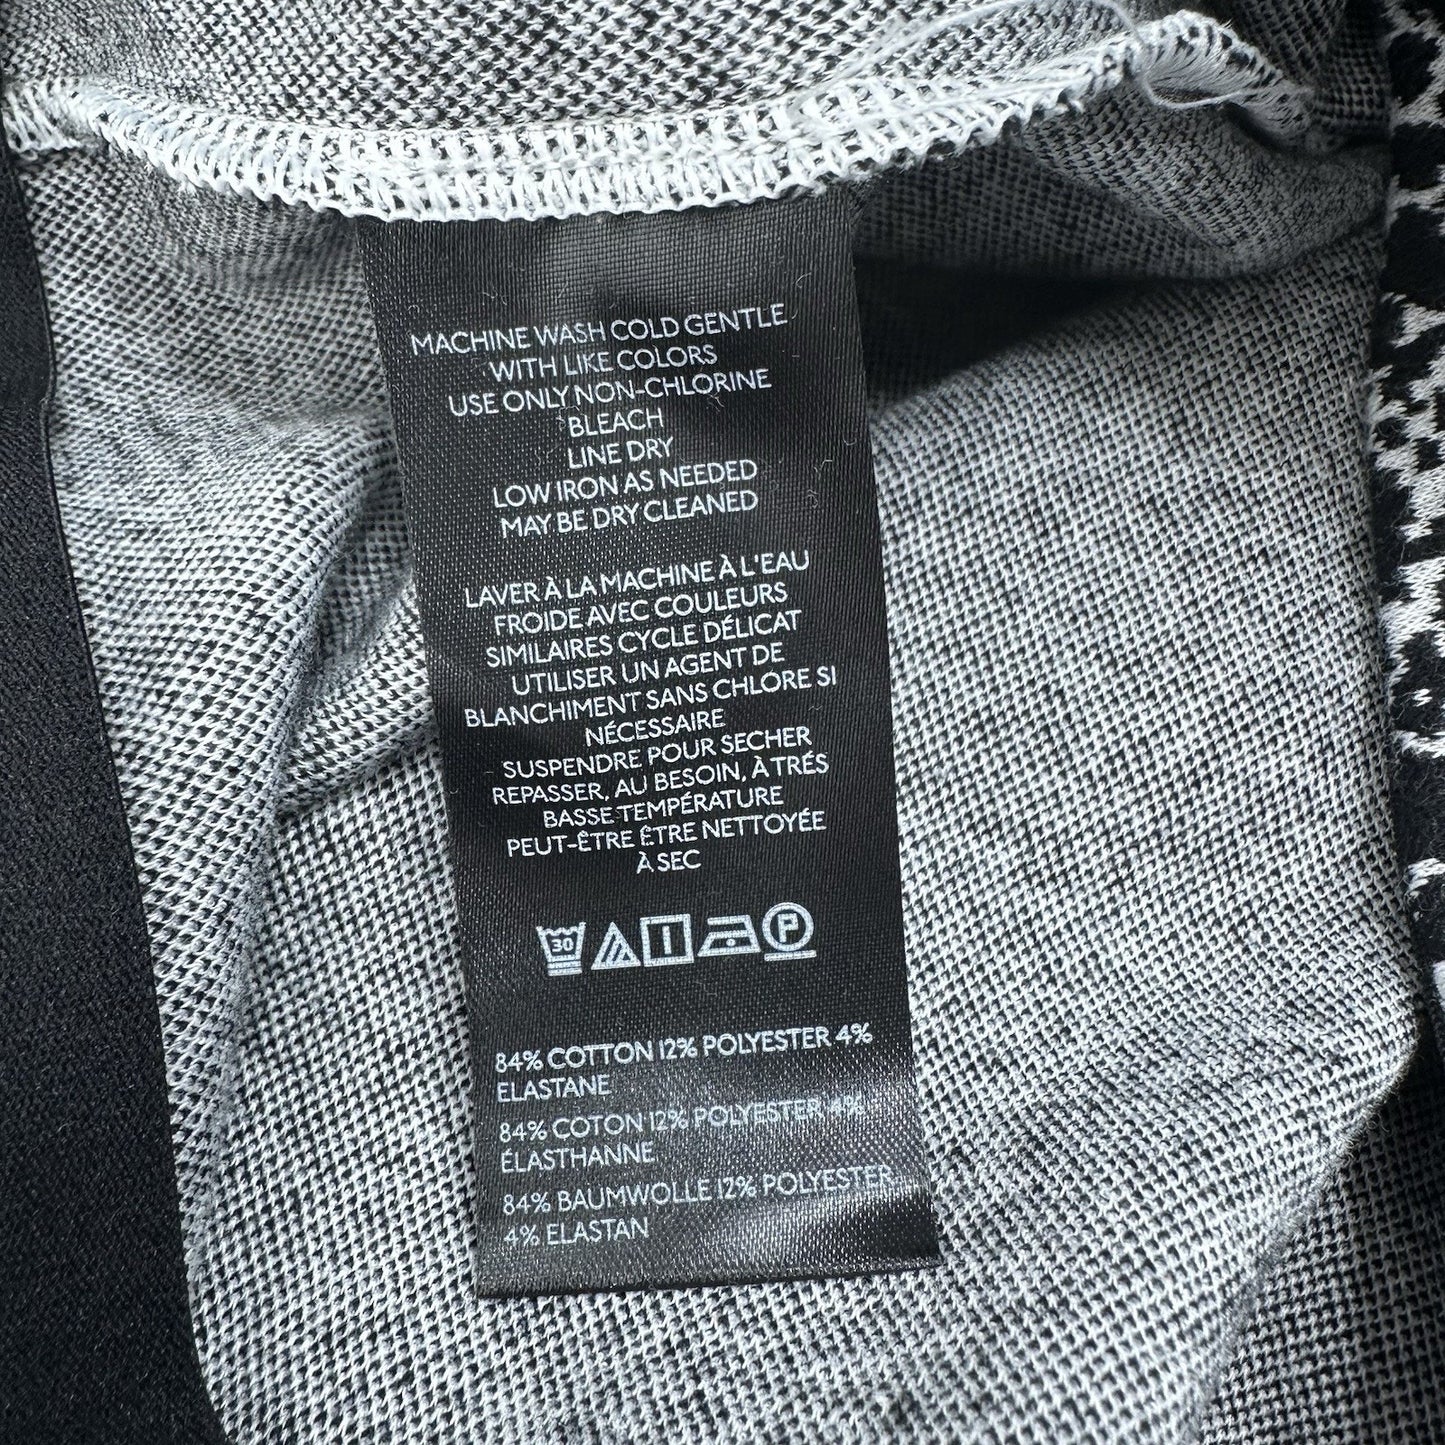 MACHINE WASH COLD GENTLE
WITH LIKE COLORS
USE ONLY NON-CHLORINE
BLEACH
LINE DRY
LOW IRON AS NEEDED
MAY BE DRY CLEANED
LAVER À LA MACHINE À L'EAU
FROIDE AVEC COULEURS
SIMILAIRES CYCLE DÉLICAT
UTILISER UN AGENT DE
BLANCHIMENT SANS CHLORE SI
NÉCESSAIRE
SUSPENDRE POUR SECHER
REPASSER, AU BESOIN, À TRÉS
BASSE TEMPÉRATURE
PEUT-ÊTRE ÊTRE NETTOYÉE
À SEC
30 P
84% COTTON 12% POLYESTER 4%
ELASTANE
84% COTON 12% POLYESTER 4%
ÉLASTHANNE
84% BAUMWOLLE 12% POLYESTER
4% ELASTAN